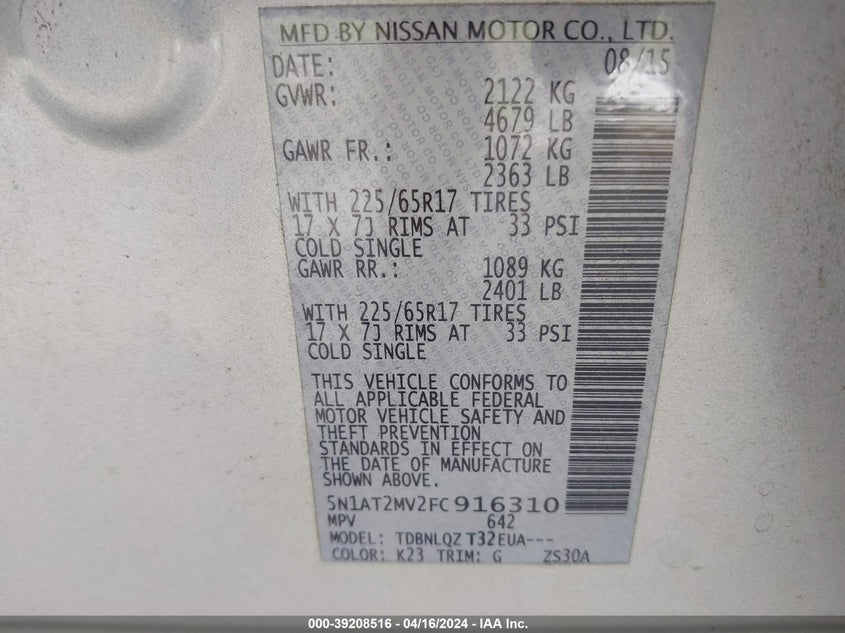 MFD BY NISSAN MOTOR CO., LTD.
DATE: 08/15
GVWR: 2122 KG
4679 LB
GAWR FR.: 1072 KG
2363 LB
WITH 225/65R17 TIRES
17 X 7J RIMS AT 33 PSI
COLD SINGLE
GAWR RR.: 1089 KG
2401 LB
WITH 225/65R17 TIRES
17 X 7J RIMS AT 33 PSI
COLD SINGLE
THIS VEHICLE CONFORMS TO
ALL APPLICABLE FEDERAL
MOTOR VEHICLE SAFETY AND
THEFT PREVENTION
STANDARDS IN EFFECT ON
THE DATE OF MANUFACTURE
SHOWN ABOVE.
5N1AT2MV2FC916310
MPV 642
MODEL: TDBNLQZ T32EUA---
COLOR: K23 TRIM: G ZS30A
000-39208516 - 04/16/2024 - IAA Inc.